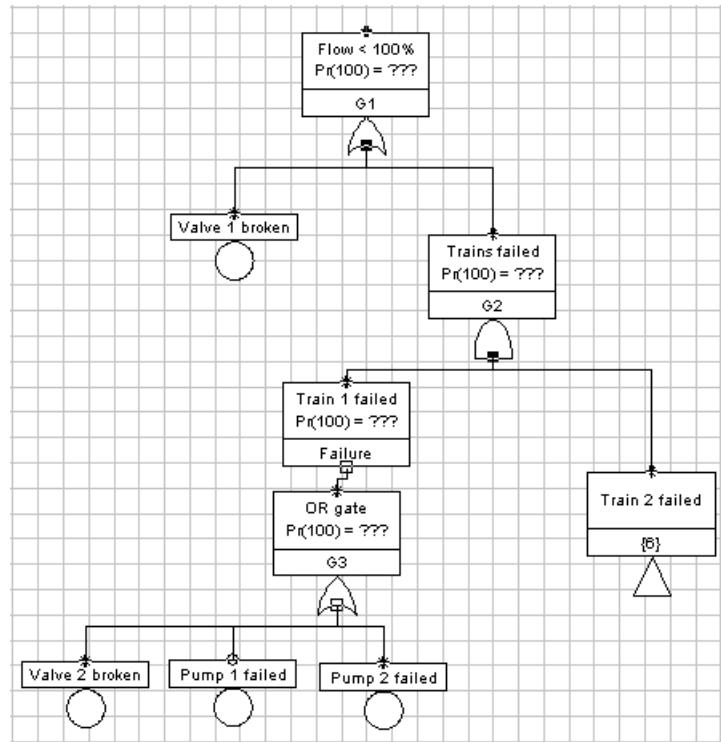 Flow < 100%
Pr(100) = ???
G1
Valve 1 broken
Trains failed
Pr(100) = ???
G2
Train 1 failed
Pr(100) = ???
Failure
Train 2 failed
{6}
OR gate
Pr(100) = ???
G3
Valve 2 broken
Pump 1 failed
Pump 2 failed